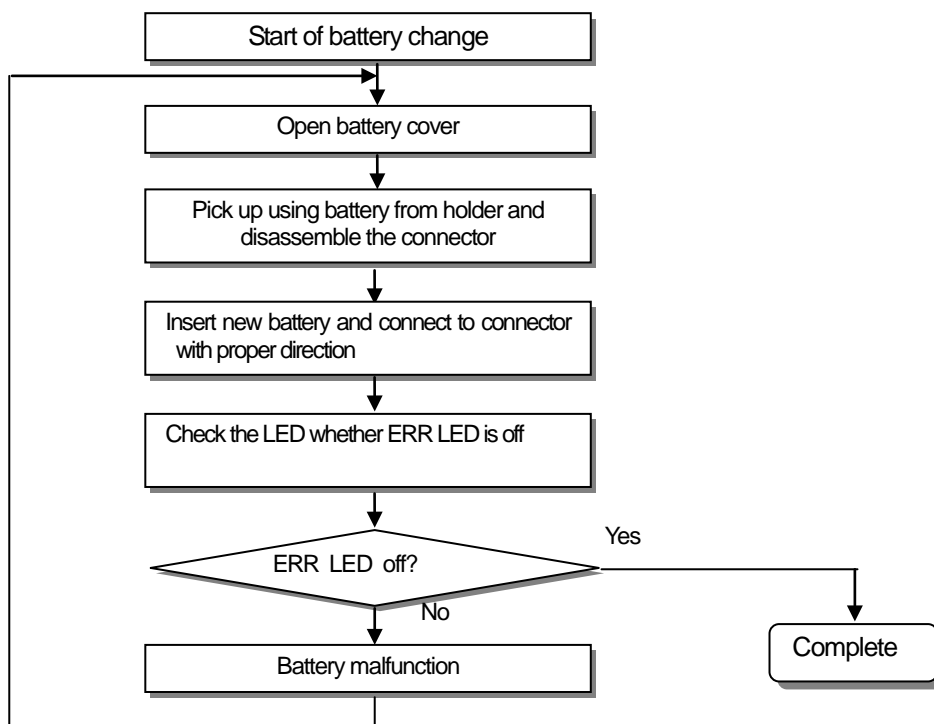 Start of battery change
Open battery cover
Pick up using battery from holder and
disassemble the connector
Insert new battery and connect to connector
with proper direction
Check the LED whether ERR LED is off
Yes
ERR LED off?
No
Complete
Battery malfunction